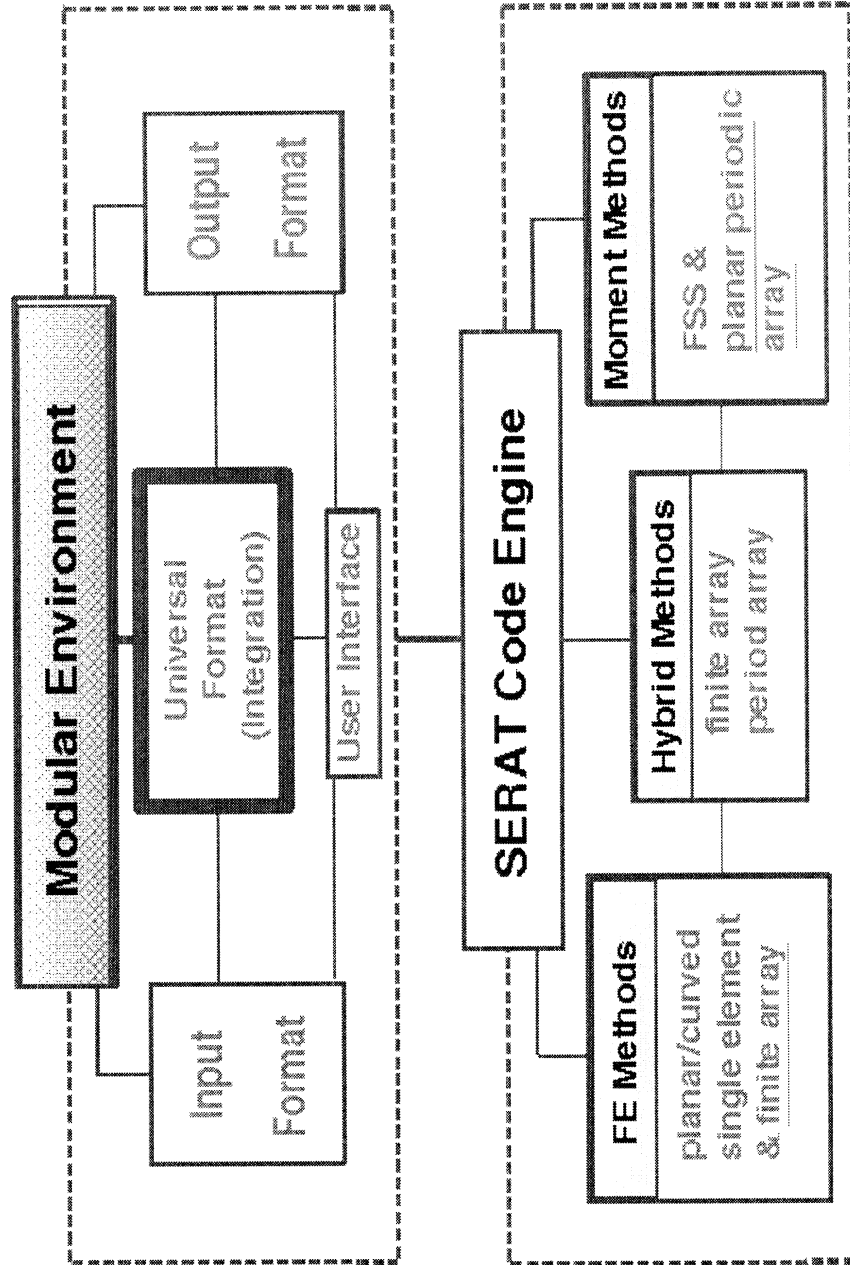 Modular Environment
Input
Format
Universal
Format
(Integration)
Output
Format
User Interface
SERAT Code Engine
FE Methods
planar/curved
single element
& finite array
Hybrid Methods
finite array
period array
Moment Methods
FSS &
planar periodic
array